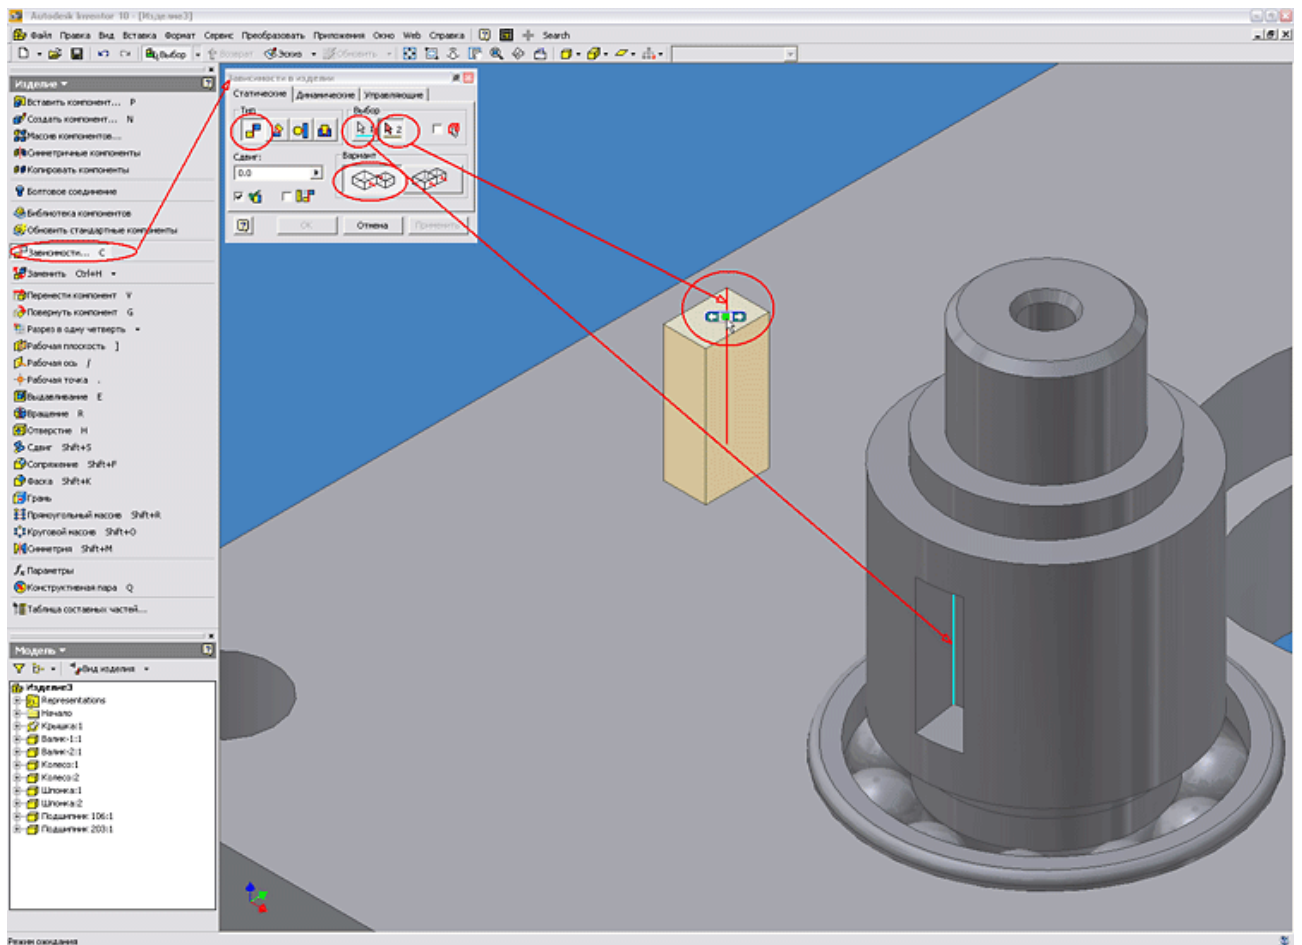 Autodesk Inventor 10 - [Изделие3]
Файл Правка Вид Вставка Формат Сервис Преобразовать Приложения Окно Web Справка Search
Выбор Возврат Эскиз Обновить
Изделие
Вставить компонент... P
Создать компонент... N
Массив компонентов...
Симметричные компоненты
Копировать компоненты
Болтовое соединение
Библиотека компонентов
Обновить стандартные компоненты
Зависимости... C
Заменить Ctrl+H
Перенести компонент V
Повернуть компонент G
Разрез в одну четверть
Рабочая плоскость ]
Рабочая ось /
Рабочая точка .
Выдавливание E
Вращение R
Отверстие H
Сдвиг Shift+S
Сопряжение Shift+F
Фаска Shift+K
Грань
Прямоугольный массив Shift+R
Круговой массив Shift+O
Симметрия Shift+M
Параметры
Конструктивная пара Q
Таблица составных частей...
Зависимости в изделии
Статические Динамические Управляющие
Тип Выбор
2
Сдвиг: Вариант
0.0
OK Отмена Применить
Модель
Вид изделия
Изделие3
Representations
Начало
Крышка:1
Валик-1:1
Валик-2:1
Колесо:1
Колесо:2
Шпонка:1
Шпонка:2
Подшипник 106:1
Подшипник 203:1
Режим ожидания